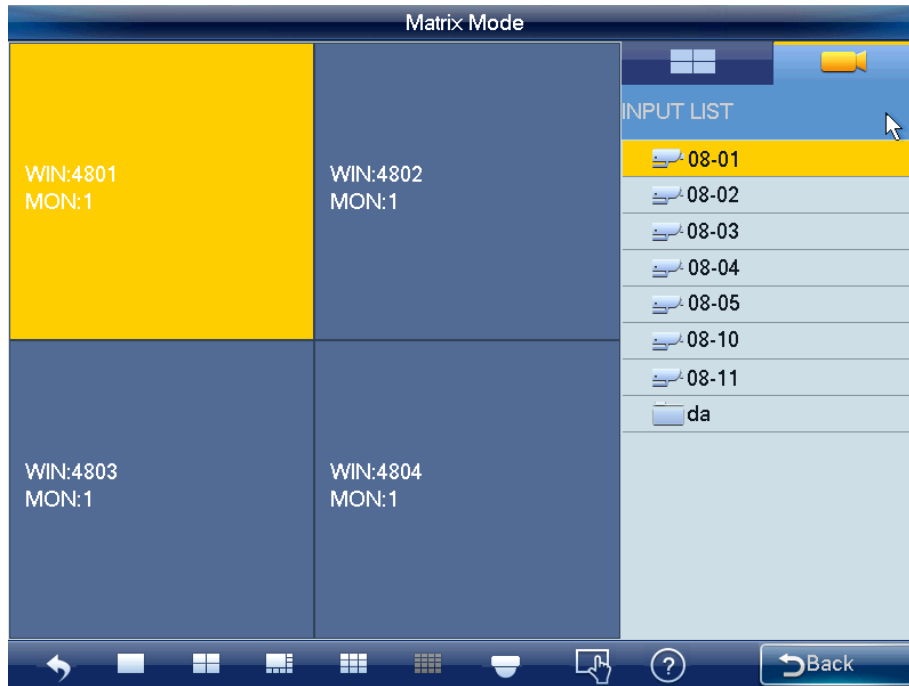 Matrix Mode
WIN:4801
MON:1
WIN:4802
MON:1
WIN:4803
MON:1
WIN:4804
MON:1
INPUT LIST
08-01
08-02
08-03
08-04
08-05
08-10
08-11
da
?
Back